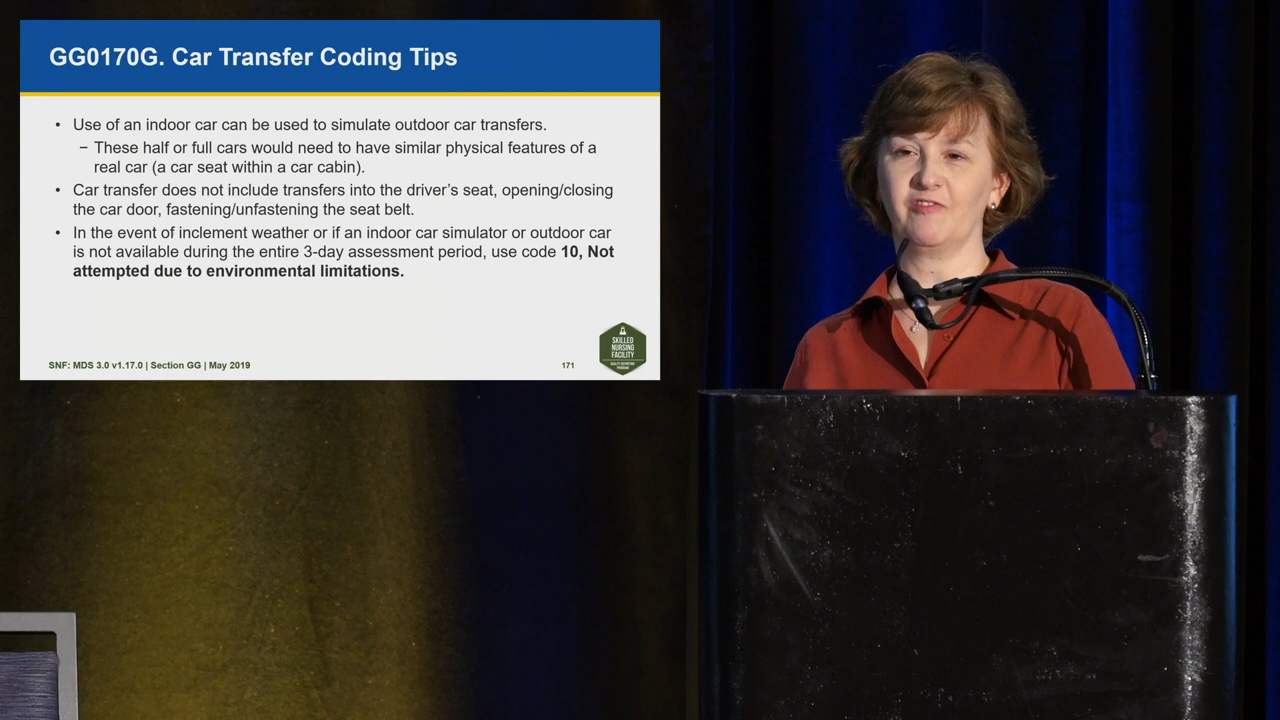 GG0170G. Car Transfer Coding Tips
• Use of an indoor car can be used to simulate outdoor car transfers.
– These half or full cars would need to have similar physical features of a
real car (a car seat within a car cabin).
• Car transfer does not include transfers into the driver’s seat, opening/closing
the car door, fastening/unfastening the seat belt.
• In the event of inclement weather or if an indoor car simulator or outdoor car
is not available during the entire 3-day assessment period, use code 10, Not
attempted due to environmental limitations.
SNF: MDS 3.0 v1.17.0 | Section GG | May 2019
171
SKILLED
NURSING
FACILITY
QUALITY REPORTING
PROGRAM